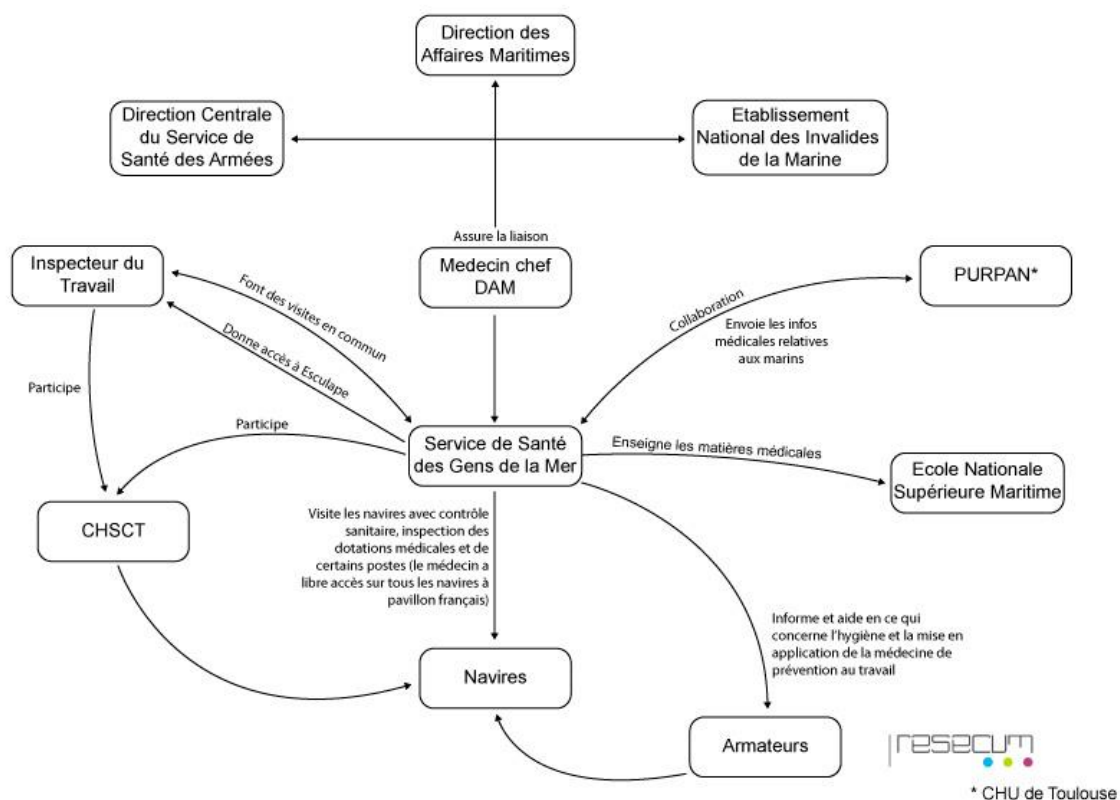 Direction des
Affaires Maritimes
Direction Centrale
du Service de
Santé des Armées
Etablissement
National des Invalides
de la Marine
Assure la liaison
Medecin chef
DAM
Inspecteur du
Travail
PURPAN*
Font des visites en commun
Donne accès à Esculape
Collaboration
Envoie les infos
médicales relatives
aux marins
Participe
Participe
Service de Santé
des Gens de la Mer
Enseigne les matières médicales
Ecole Nationale
Supérieure Maritime
CHSCT
Visite les navires avec contrôle
sanitaire, inspection des
dotations médicales et de
certains postes (le médecin a
libre accès sur tous les navires à
pavillon français)
Informe et aide en ce qui
concerne l'hygiène et la mise en
application de la médecine de
prévention au travail
Navires
Armateurs
resecum
* CHU de Toulouse